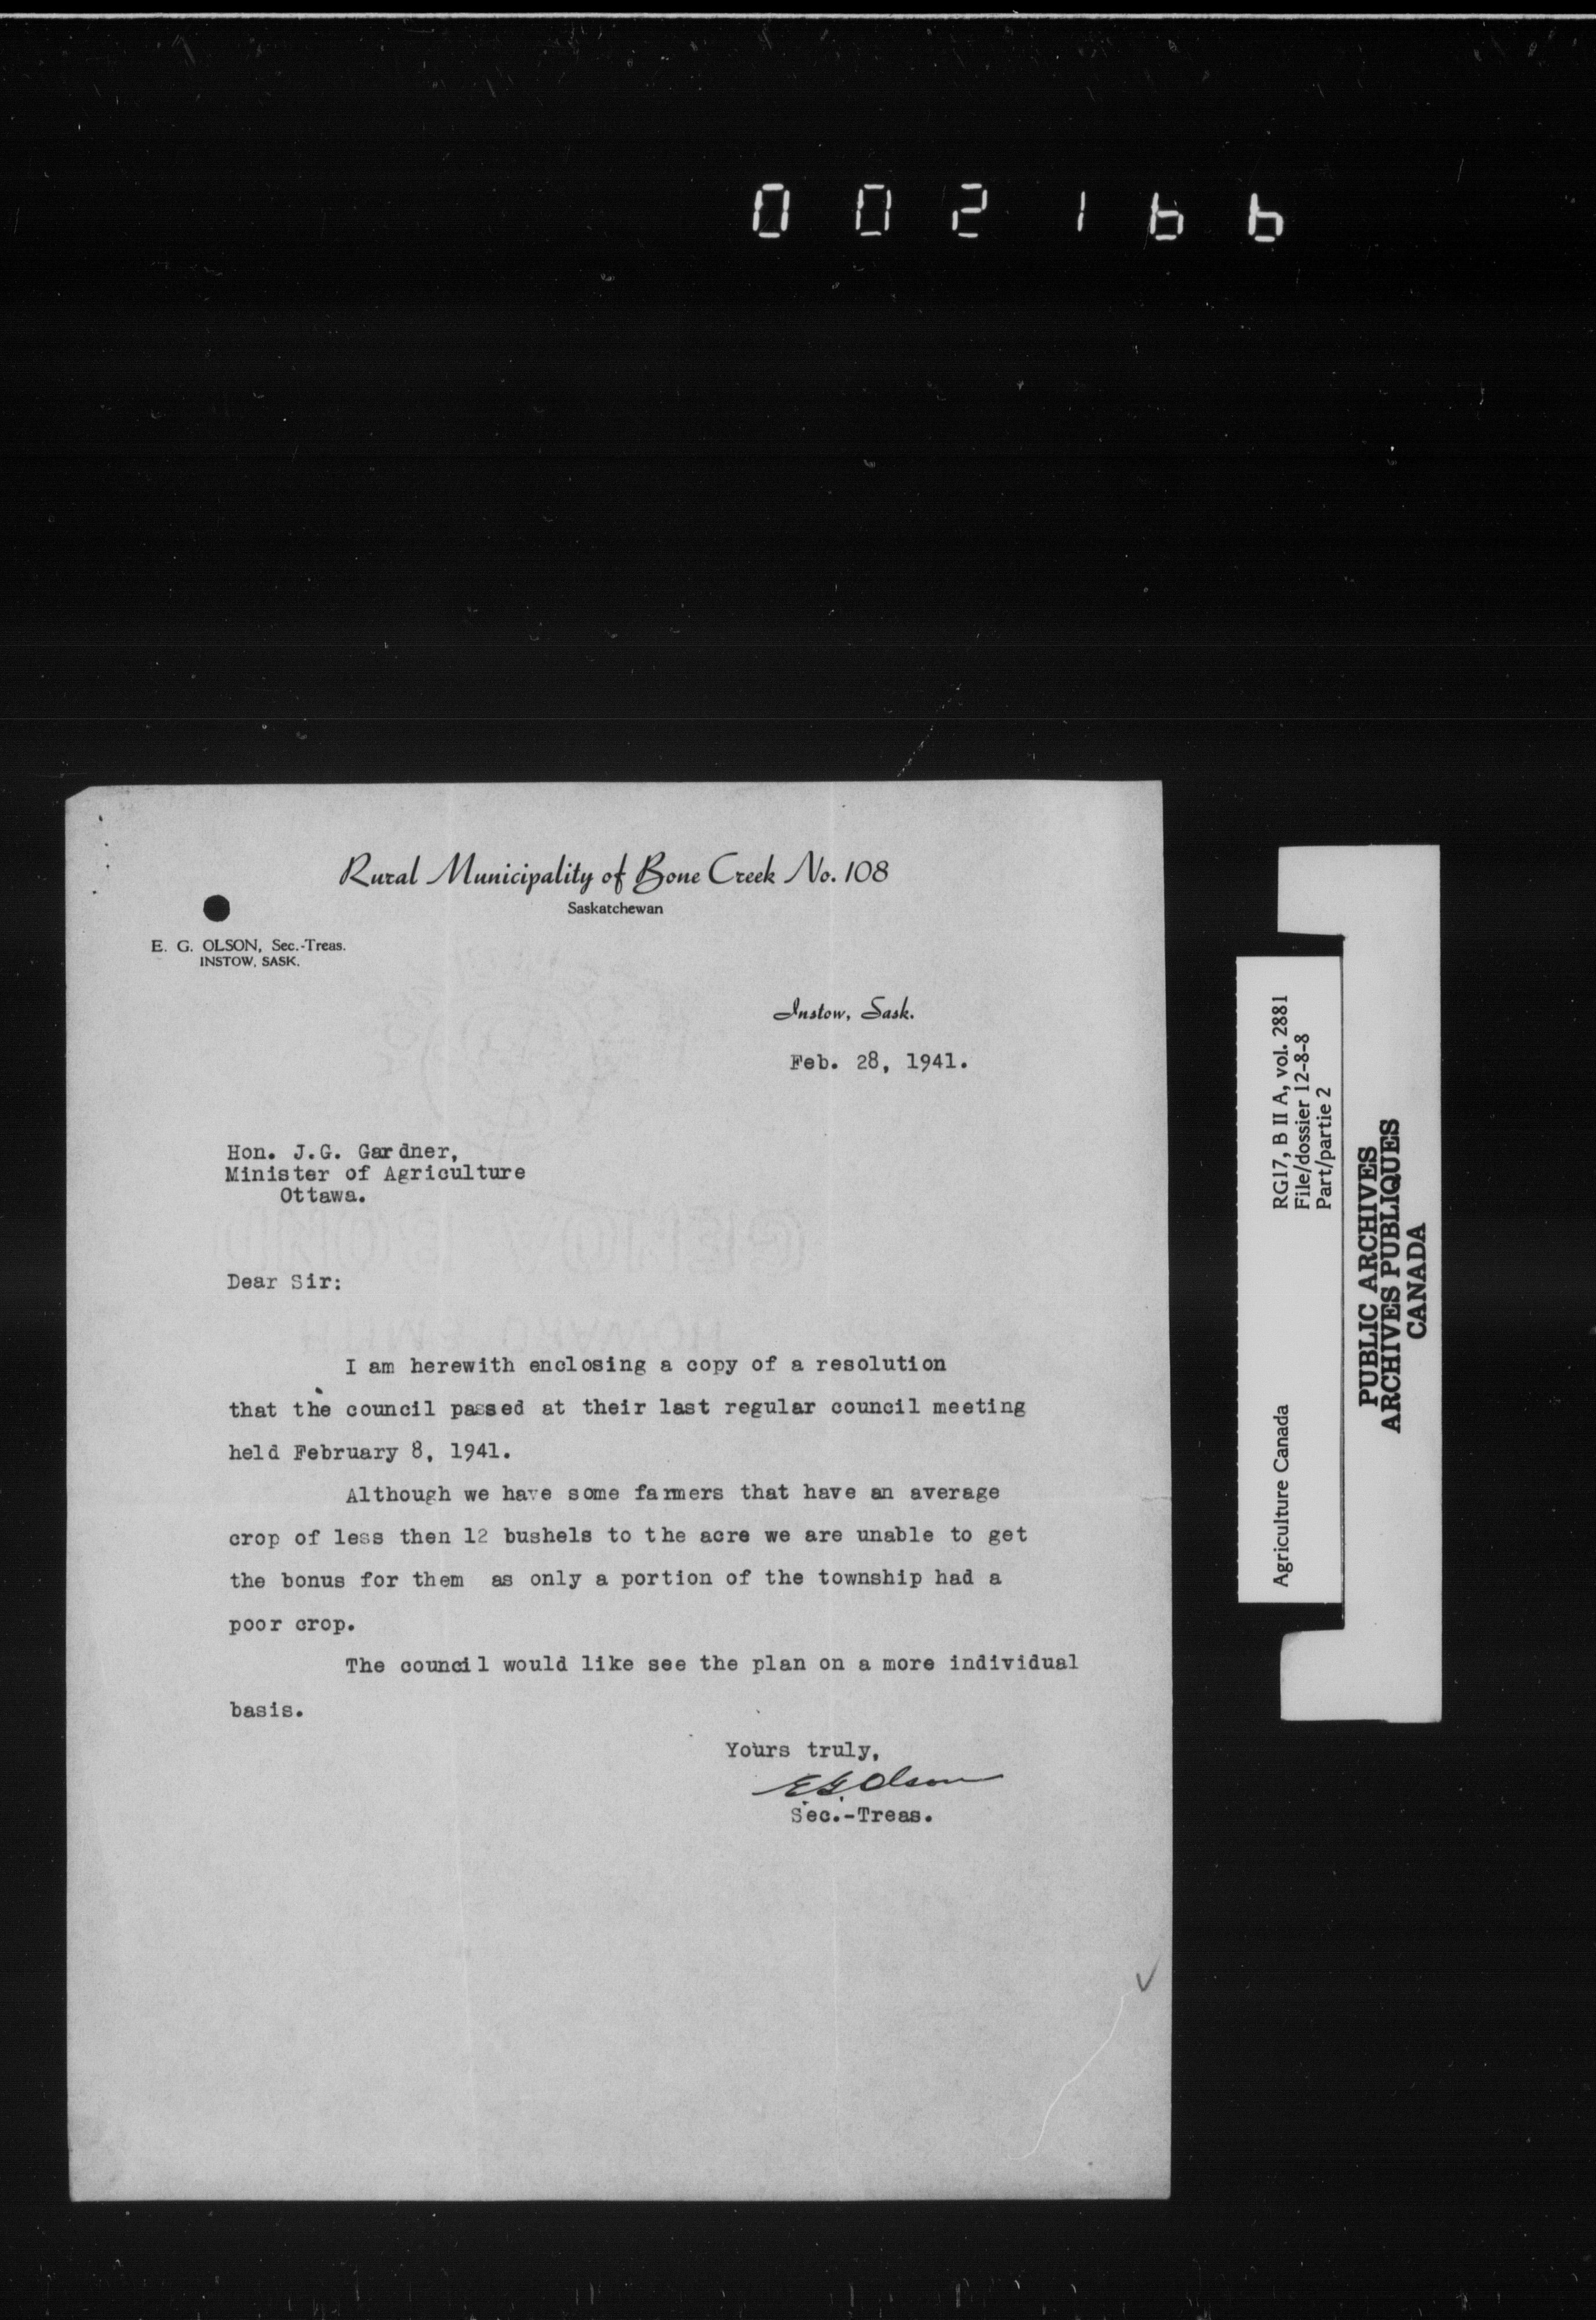 002166
Rural Municipality of Bone Creek No. 108
Saskatchewan
E. G. OLSON, Sec.-Treas.
INSTOW, SASK.
Instow, Sask.
Feb. 28, 1941.
Hon. J.G. Gardner,
Minister of Agriculture
Ottawa.
Dear Sir:
I am herewith enclosing a copy of a resolution
that the council passed at their last regular council meeting
held February 8, 1941.
Although we have some farmers that have an average
crop of less then 12 bushels to the acre we are unable to get
the bonus for them as only a portion of the township had a
poor crop.
The council would like see the plan on a more individual
basis.
Yours truly,
E G Olson
Sec.-Treas.
Agriculture Canada
RG17, B II A, vol. 2881
File/dossier 12-8-8
Part/partie 2
PUBLIC ARCHIVES
ARCHIVES PUBLIQUES
CANADA